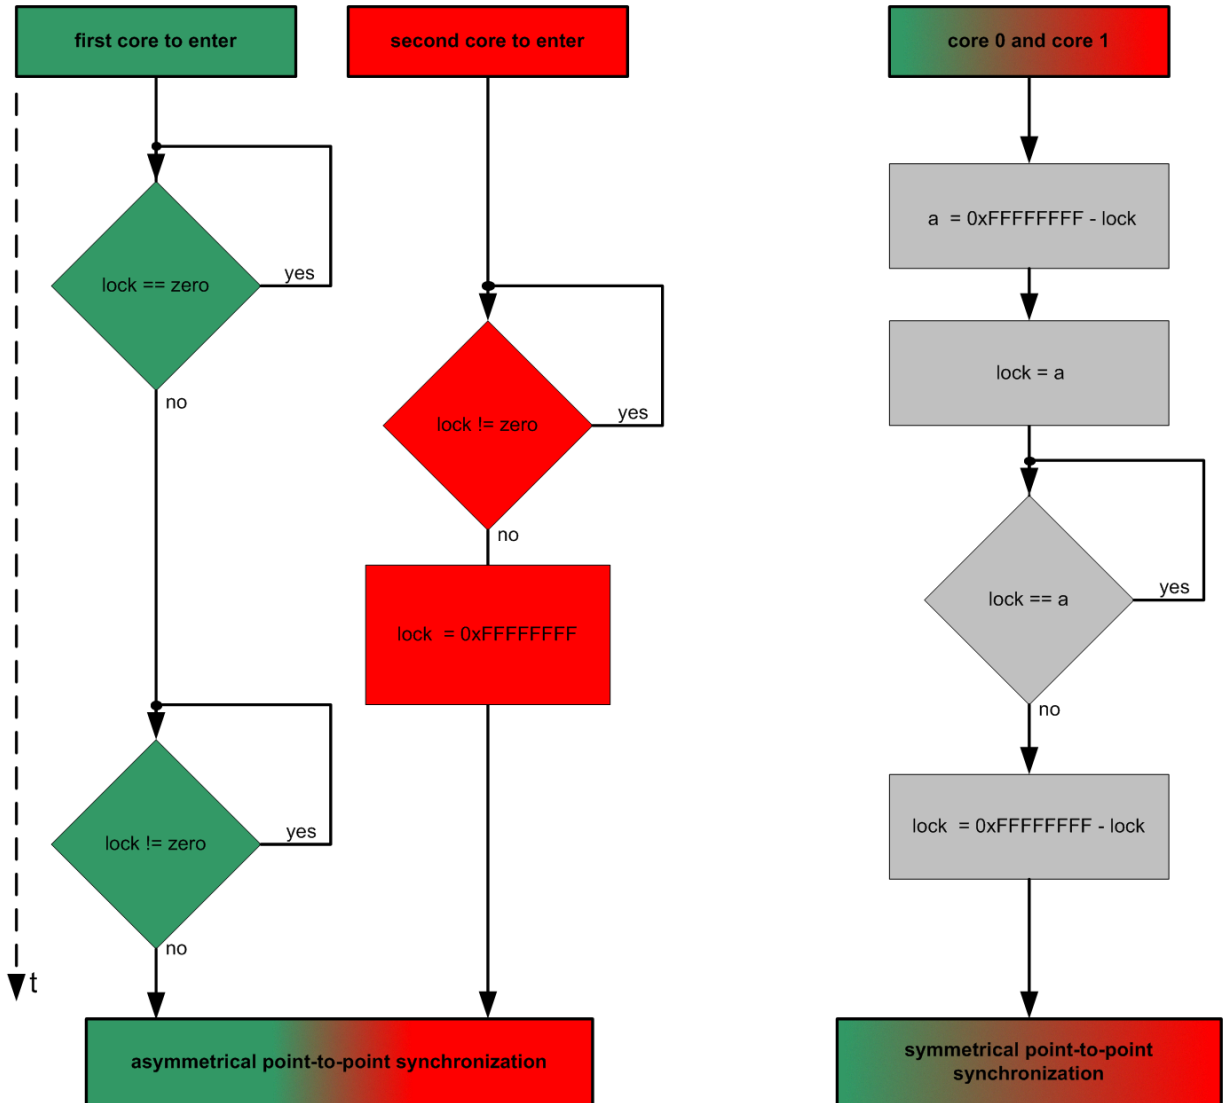 first core to enter
second core to enter
core 0 and core 1
lock == zero
yes
no
lock != zero
yes
no
lock  = 0xFFFFFFFF
lock != zero
yes
no
t
asymmetrical point-to-point synchronization
a  = 0xFFFFFFFF - lock
lock = a
lock == a
yes
no
lock  = 0xFFFFFFFF - lock
symmetrical point-to-point
synchronization